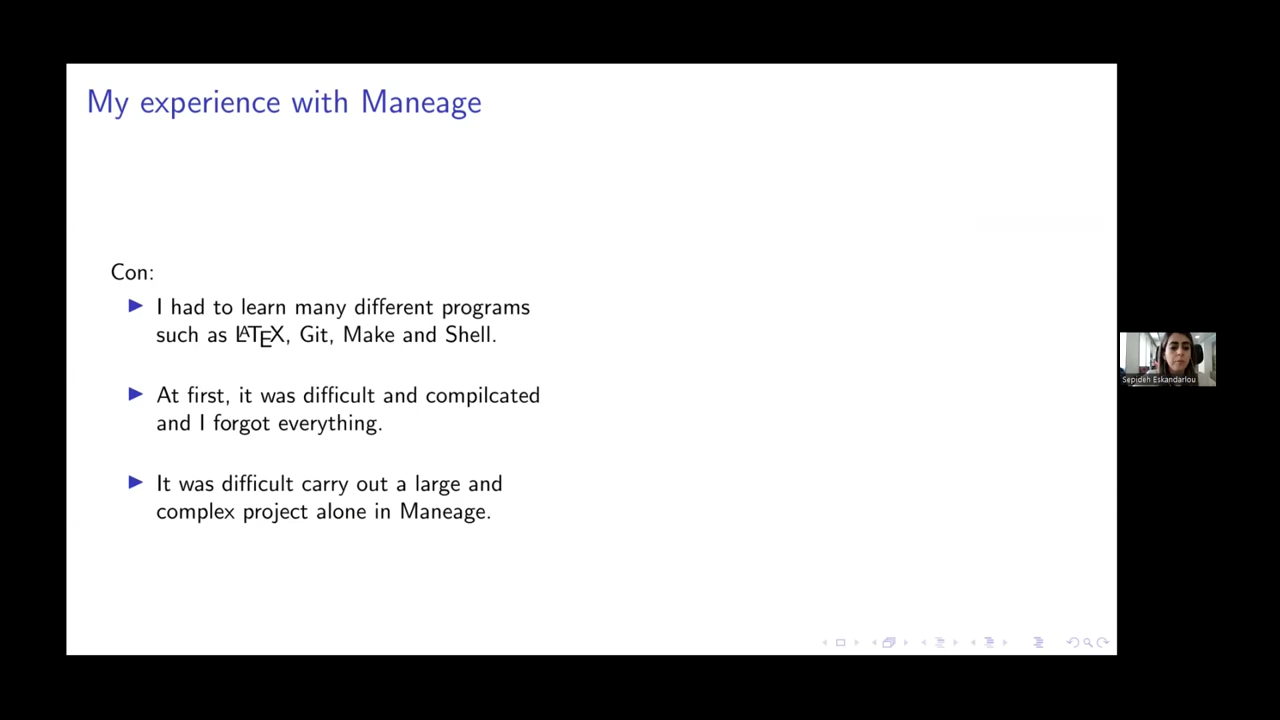 My experience with Maneage
Con:
▶ I had to learn many different programs
such as LATEX, Git, Make and Shell.
▶ At first, it was difficult and compilcated
and I forgot everything.
▶ It was difficult carry out a large and
complex project alone in Maneage.
Sepideh Eskandarlou